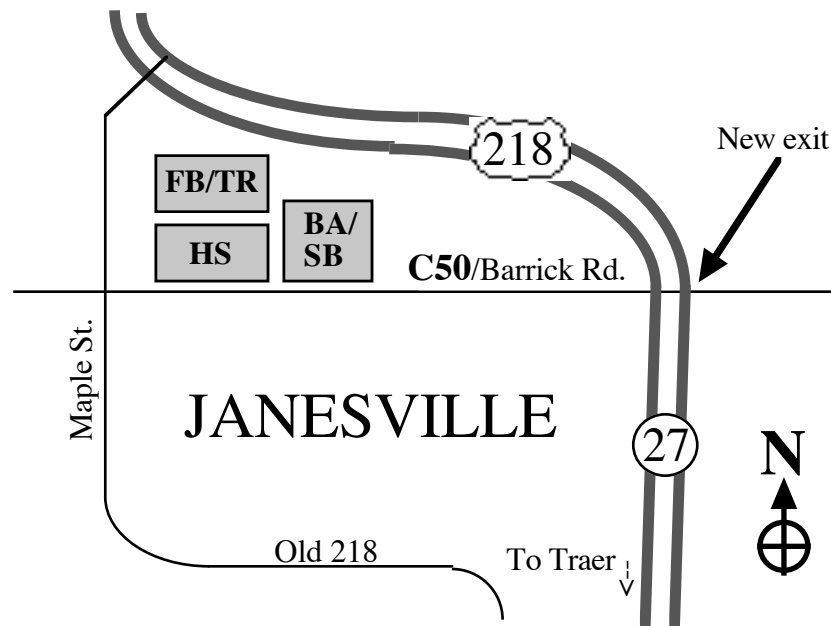 218
New exit
FB/TR
HS
BA/
SB
C50/Barrick Rd.
Maple St.
JANESVILLE
27
N
Old 218
To Traer